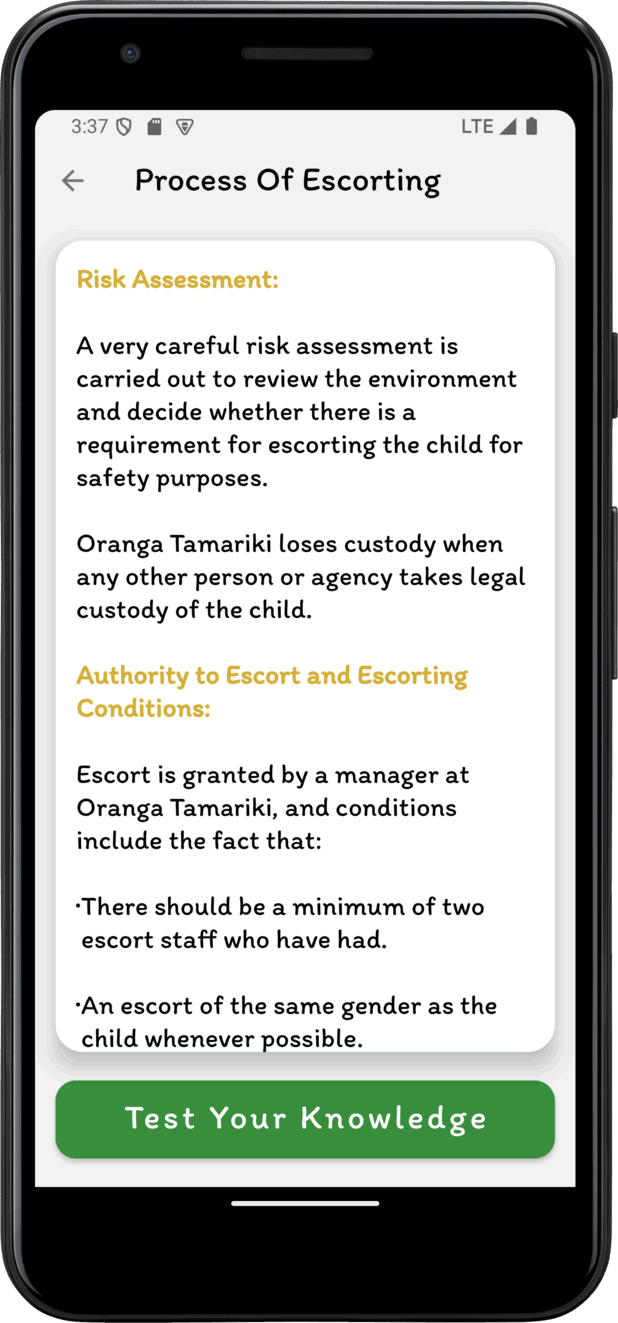 3:37
LTE
Process Of Escorting
Risk Assessment:
A very careful risk assessment is
carried out to review the environment
and decide whether there is a
requirement for escorting the child for
safety purposes.
Oranga Tamariki loses custody when
any other person or agency takes legal
custody of the child.
Authority to Escort and Escorting
Conditions:
Escort is granted by a manager at
Oranga Tamariki, and conditions
include the fact that:
·There should be a minimum of two
escort staff who have had.
·An escort of the same gender as the
child whenever possible.
Test Your Knowledge